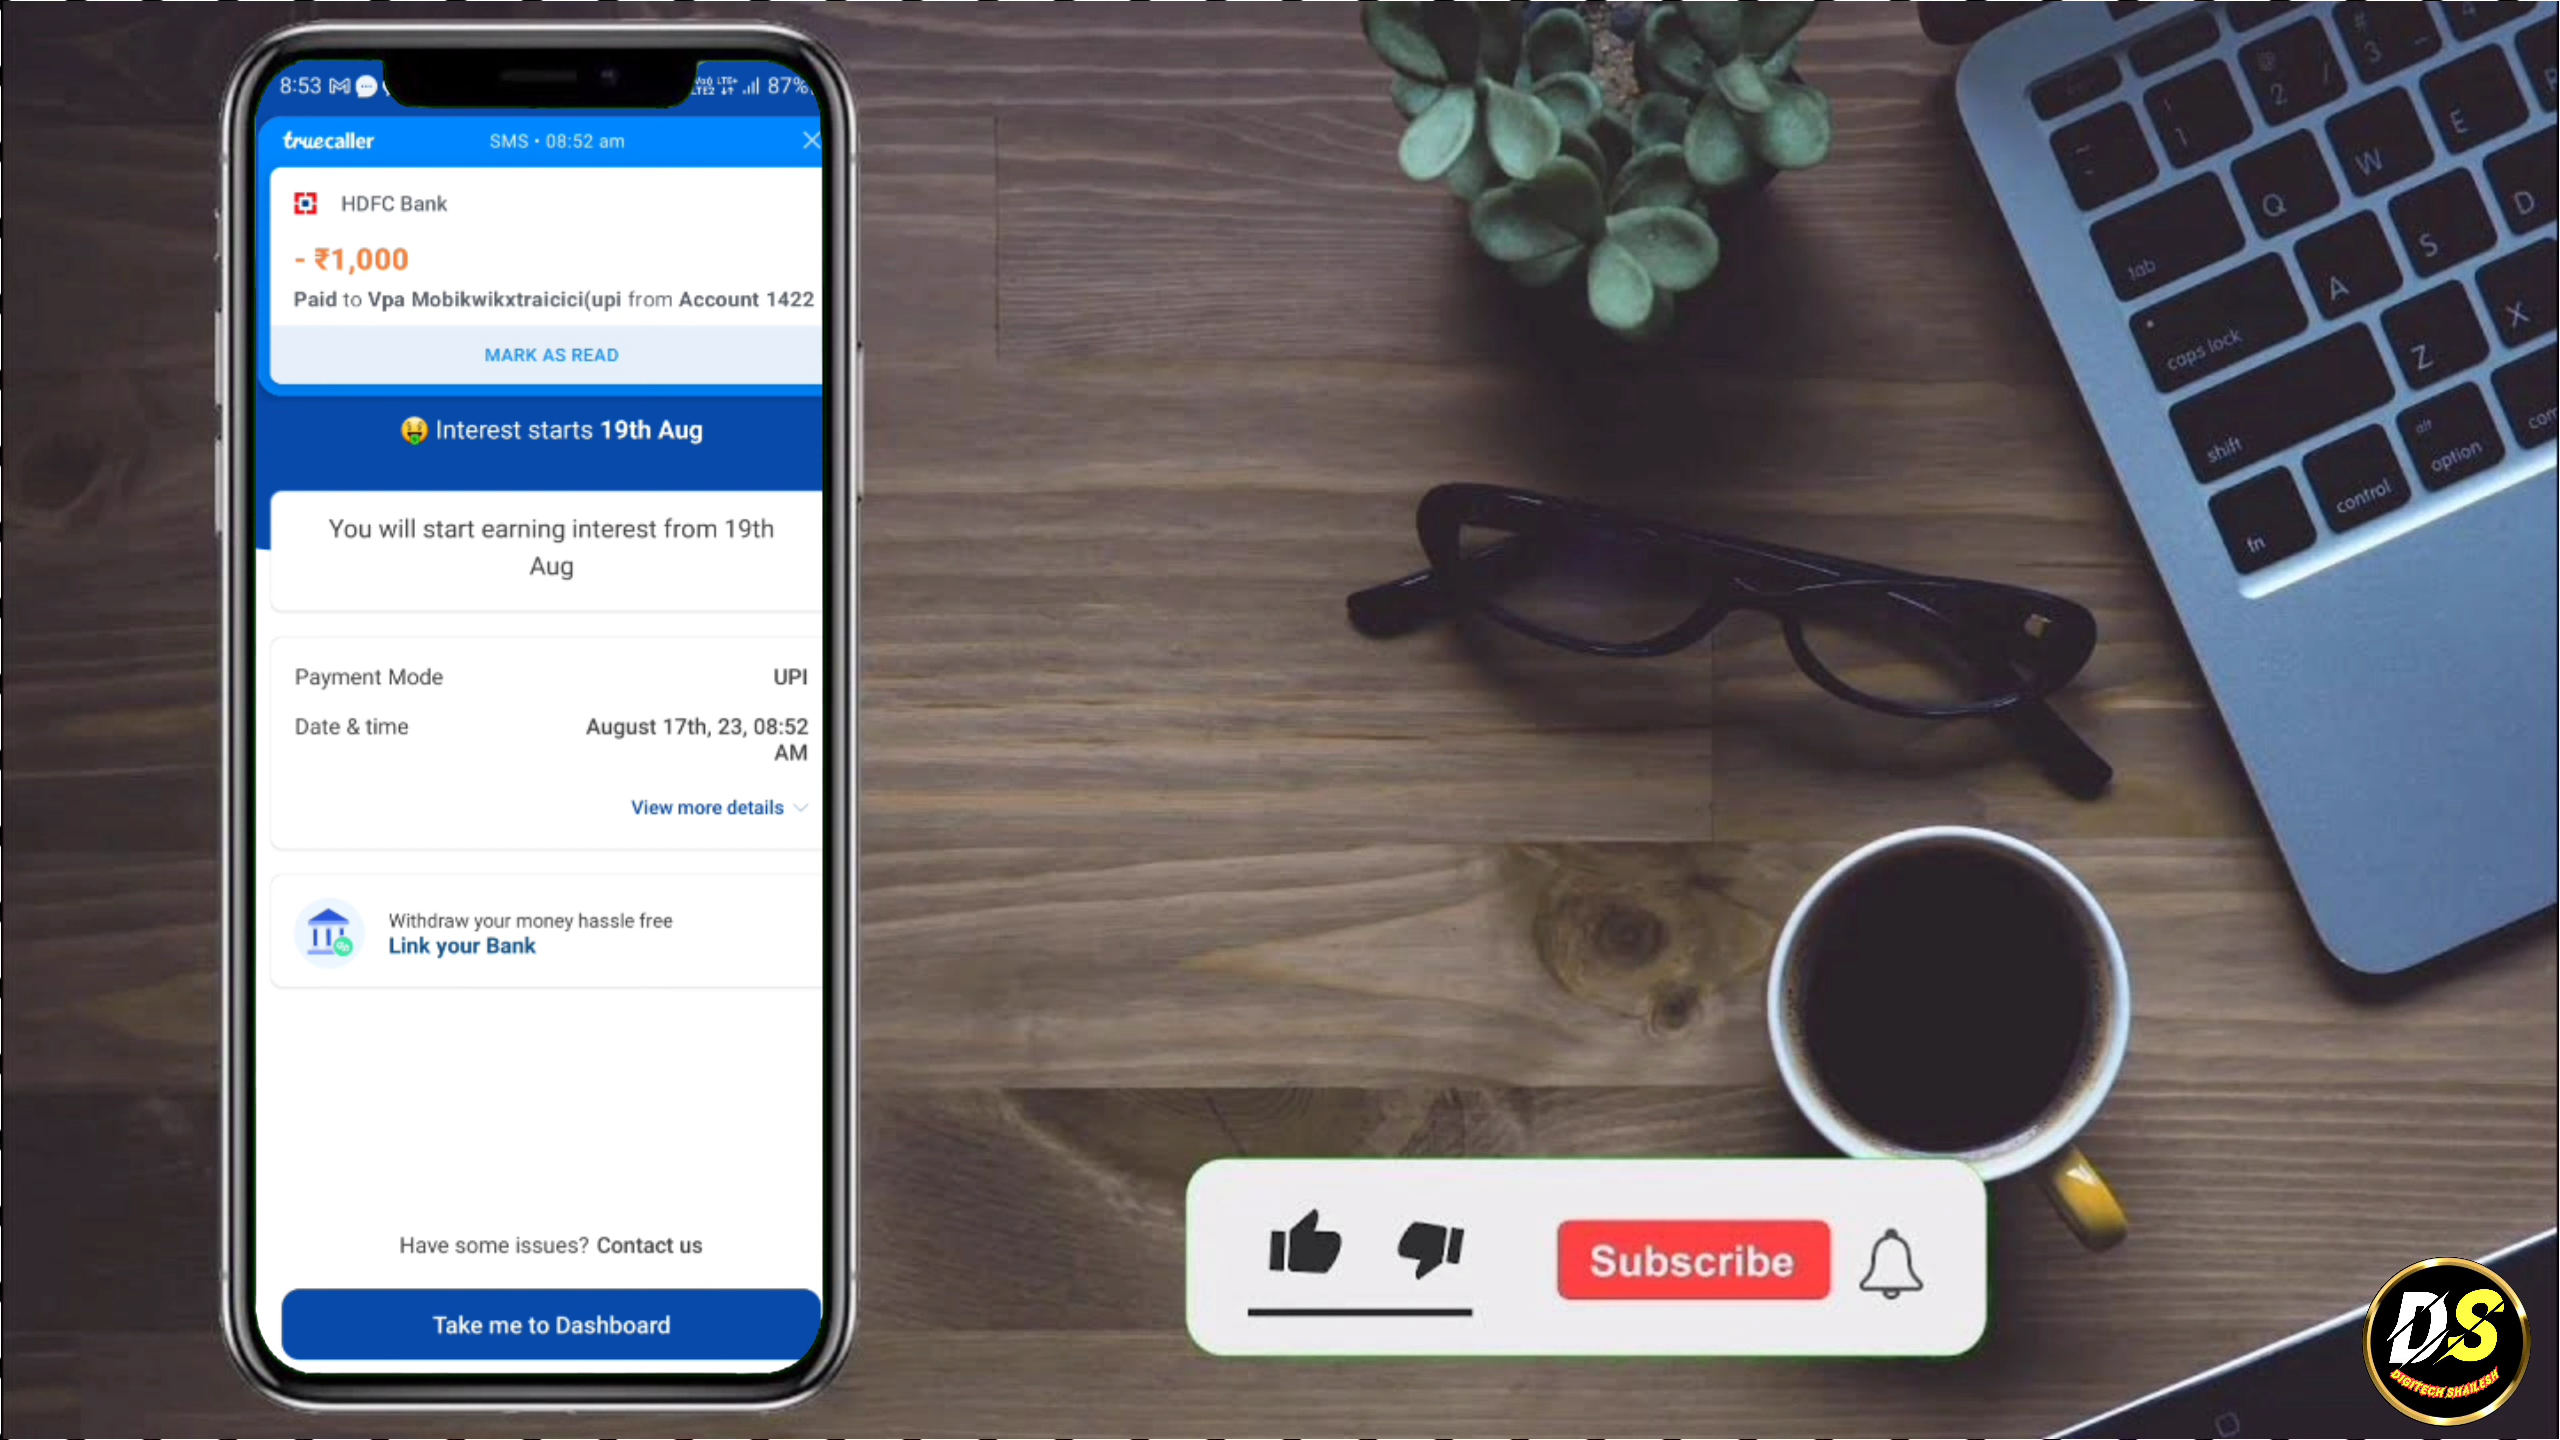 8:53
87%
truecaller
SMS • 08:52 am
HDFC Bank
- ₹1,000
Paid to Vpa Mobikwikxtraicici(upi from Account 1422
MARK AS READ
Interest starts 19th Aug
You will start earning interest from 19th
Aug
Payment Mode UPI
Date & time August 17th, 23, 08:52
AM
View more details
Withdraw your money hassle free
Link your Bank
Have some issues? Contact us
Take me to Dashboard
Subscribe
DS
DIGITECH SHAILESH
tab
caps lock
shift
fn
control
alt
option
1
2
3
Q
W
E
A
S
D
Z
X